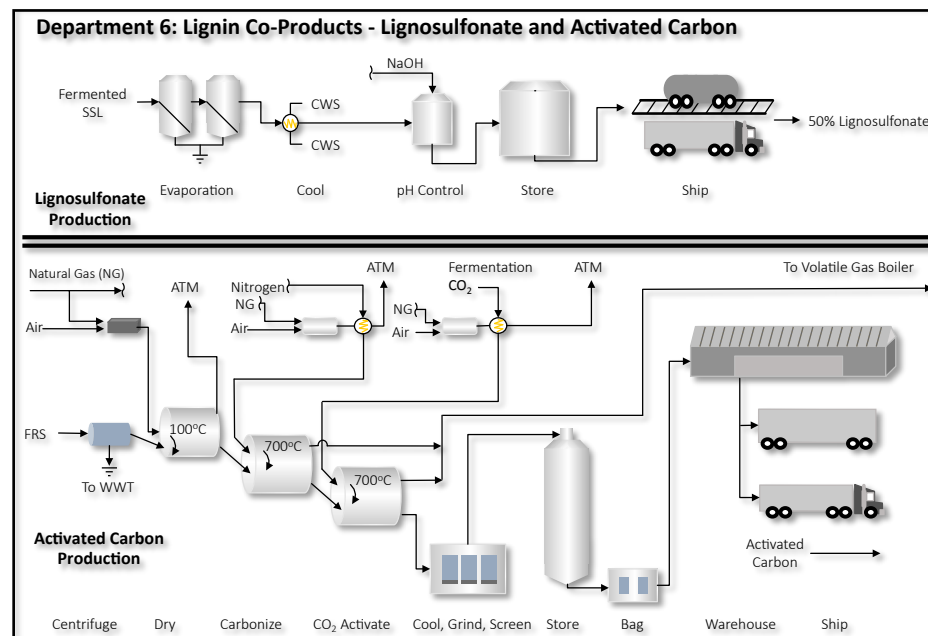 Department 6: Lignin Co-Products - Lignosulfonate and Activated Carbon
NaOH
Fermented
SSL
CWS
CWS
50% Lignosulfonate
Evaporation
Cool
pH Control
Store
Ship
Lignosulfonate
Production
Natural Gas (NG)
ATM
Nitrogen
NG
Air
ATM
Fermentation
CO₂
NG
Air
ATM
To Volatile Gas Boiler
Air
FRS
100°C
700°C
700°C
To WWT
Activated Carbon
Production
Activated
Carbon
Centrifuge
Dry
Carbonize
CO₂ Activate
Cool, Grind, Screen
Store
Bag
Warehouse
Ship